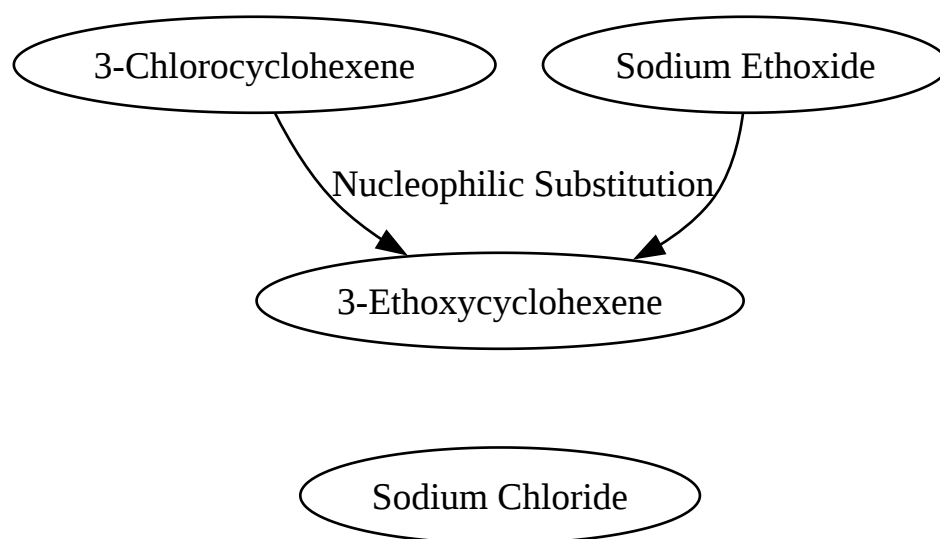 3-Chlorocyclohexene
Sodium Ethoxide
Nucleophilic Substitution
3-Ethoxycyclohexene
Sodium Chloride